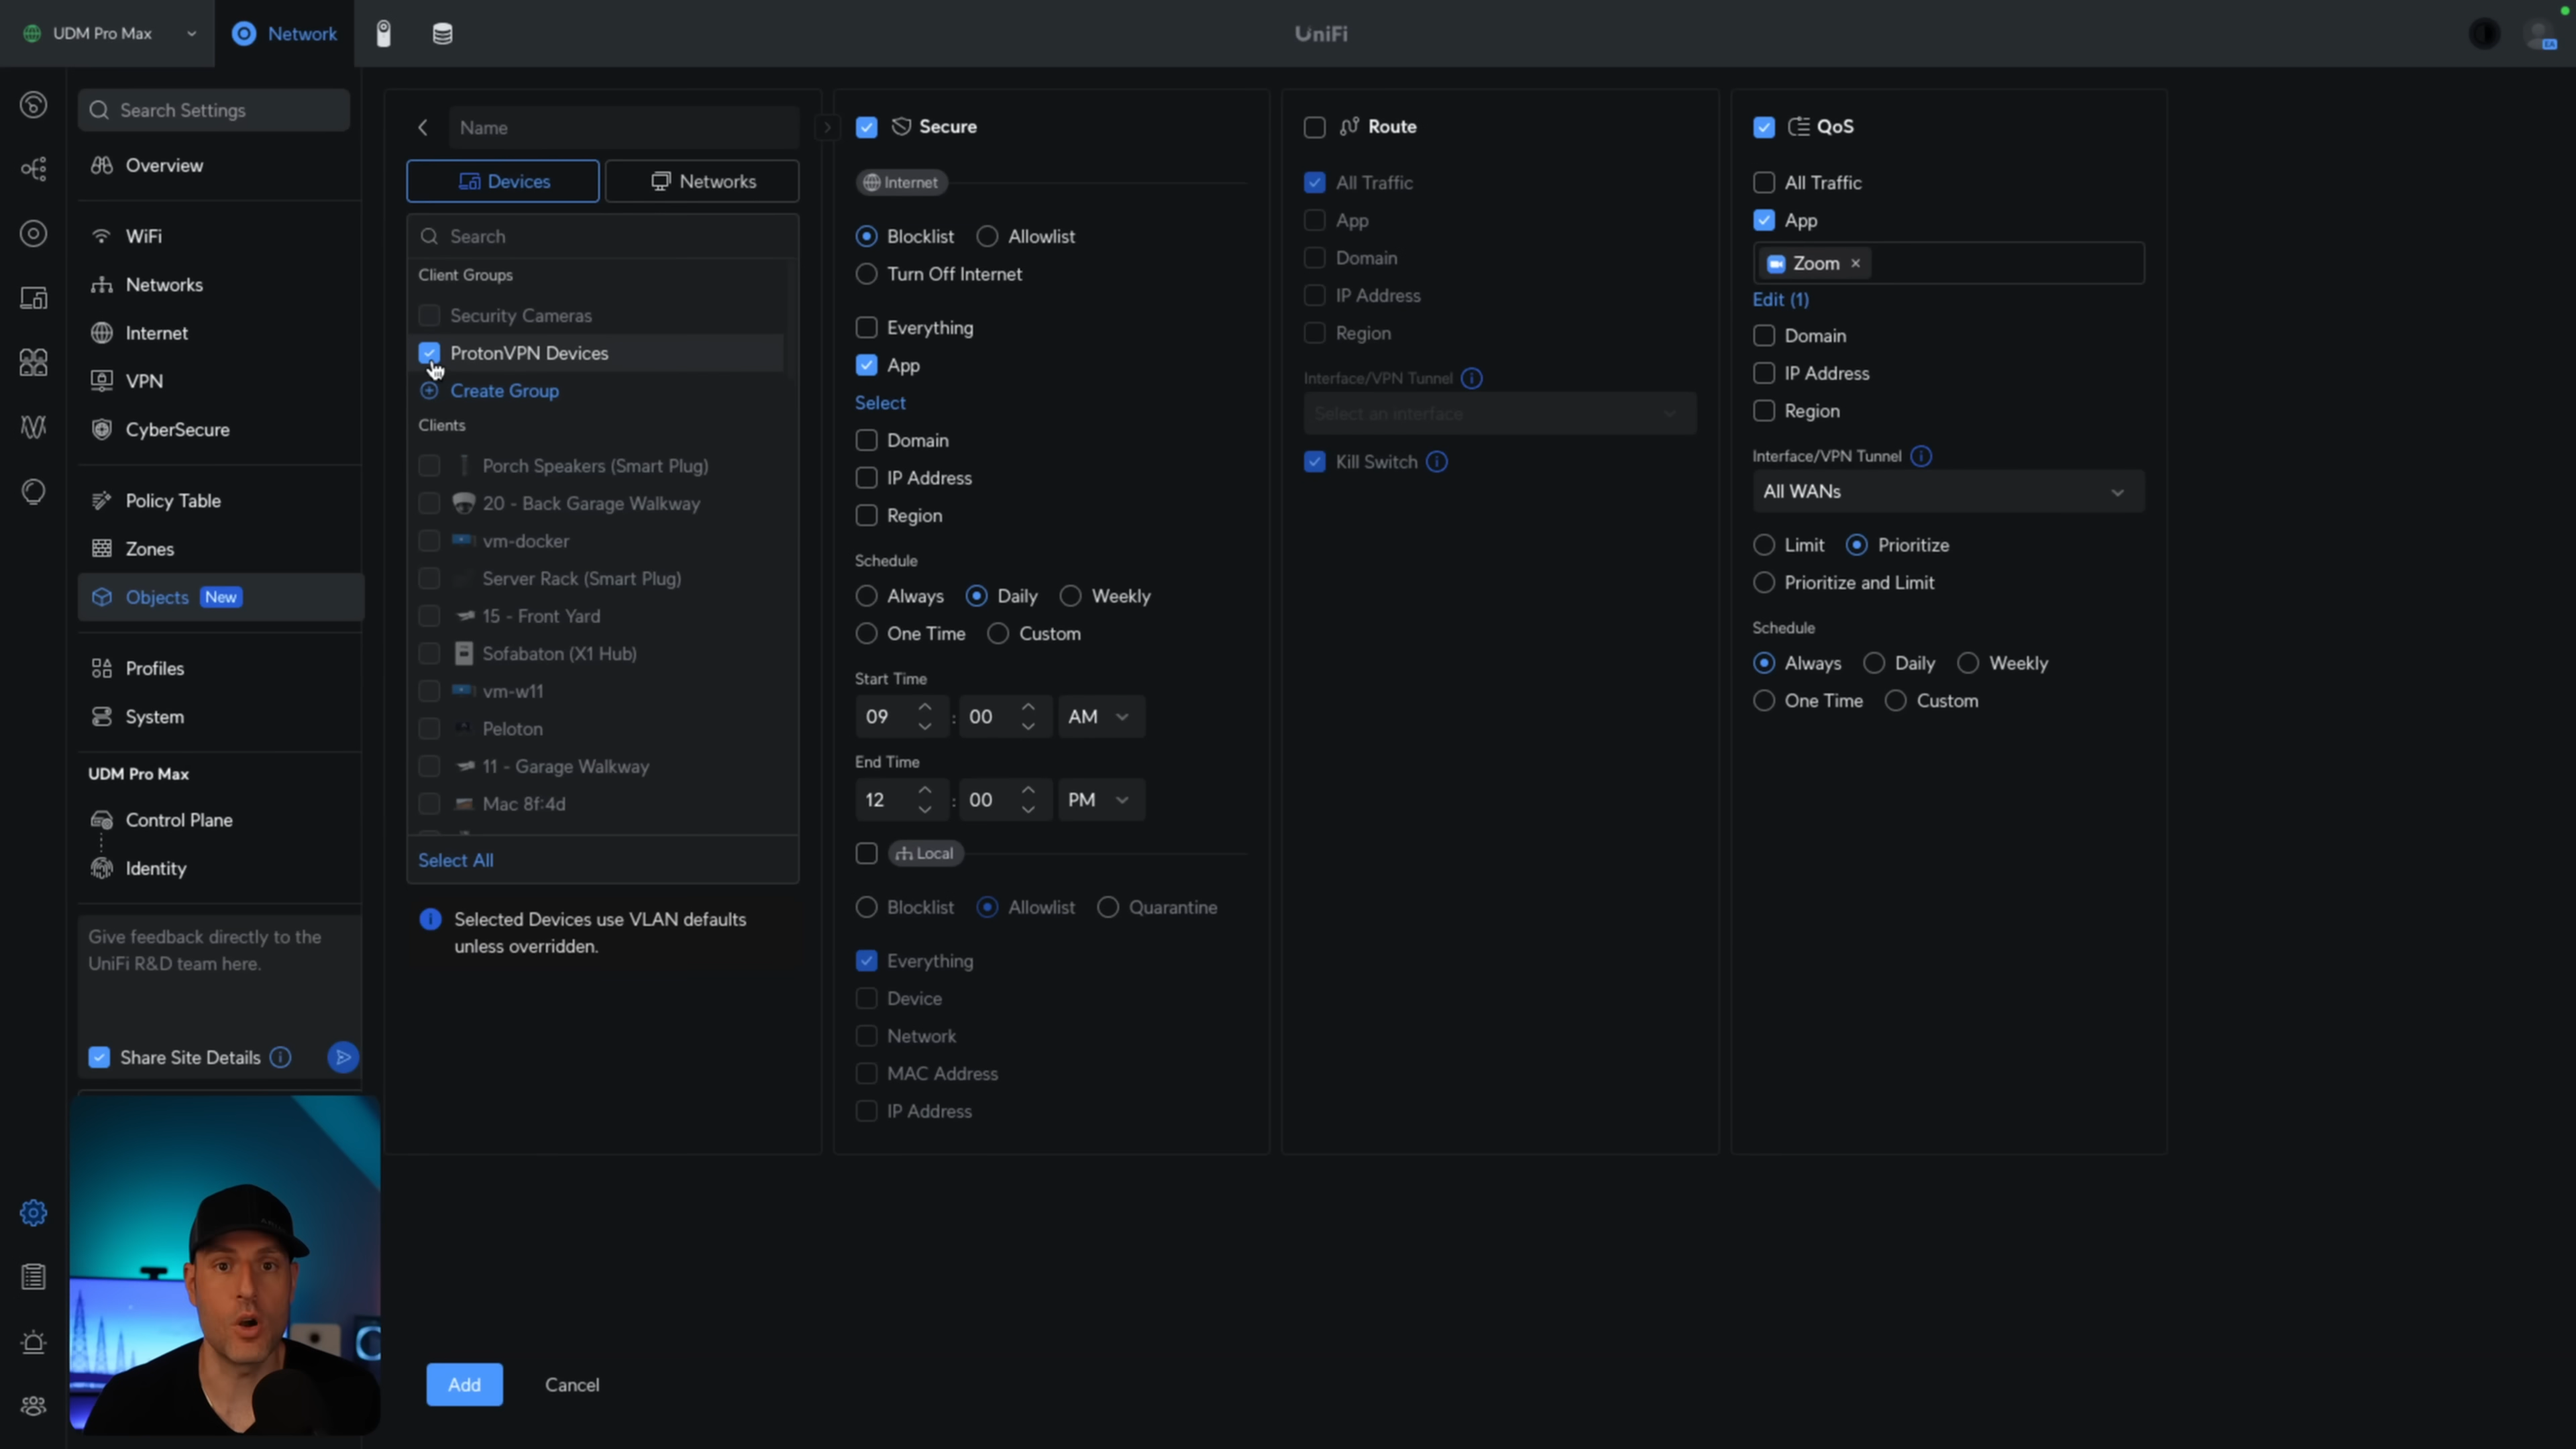 UDM Pro Max
Network
UniFi
EA
Search Settings
Overview
WiFi
Networks
Internet
VPN
CyberSecure
Policy Table
Zones
Objects New
Profiles
System
UDM Pro Max
Control Plane
Identity
Give feedback directly to the
UniFi R&D team here.
Share Site Details
Name
Devices
Networks
Search
Client Groups
Security Cameras
ProtonVPN Devices
Create Group
Clients
Porch Speakers (Smart Plug)
20 - Back Garage Walkway
vm-docker
Server Rack (Smart Plug)
15 - Front Yard
Sofabaton (X1 Hub)
vm-w11
Peloton
11 - Garage Walkway
Mac 8f:4d
Select All
Selected Devices use VLAN defaults
unless overridden.
Add
Cancel
Secure
Internet
Blocklist Allowlist
Turn Off Internet
Everything
App
Select
Domain
IP Address
Region
Schedule
Always Daily Weekly
One Time Custom
Start Time
09 : 00 AM
End Time
12 : 00 PM
Local
Blocklist Allowlist Quarantine
Everything
Device
Network
MAC Address
IP Address
Route
All Traffic
App
Domain
IP Address
Region
Interface/VPN Tunnel
Select an interface
Kill Switch
QoS
All Traffic
App
Zoom ×
Edit (1)
Domain
IP Address
Region
Interface/VPN Tunnel
All WANs
Limit Prioritize
Prioritize and Limit
Schedule
Always Daily Weekly
One Time Custom